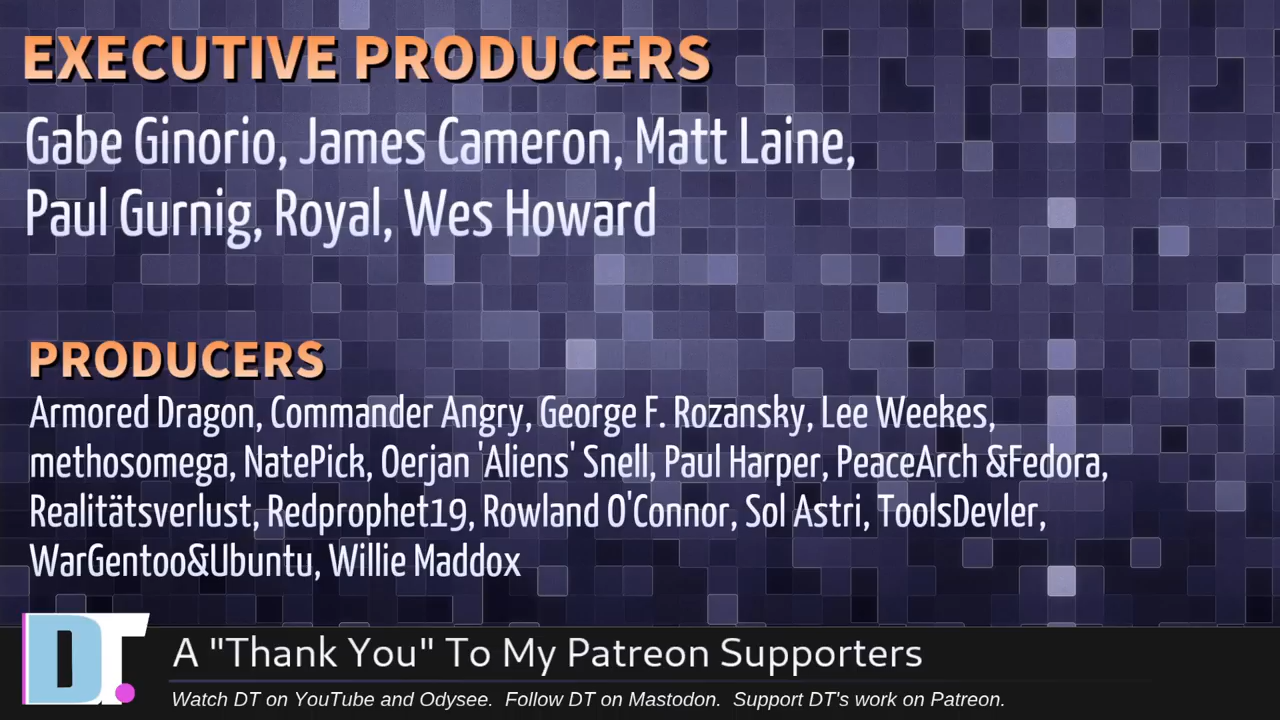 EXECUTIVE PRODUCERS
Gabe Ginorio, James Cameron, Matt Laine,
Paul Gurnig, Royal, Wes Howard
PRODUCERS
Armored Dragon, Commander Angry, George F. Rozansky, Lee Weekes,
methosomega, NatePick, Oerjan 'Aliens' Snell, Paul Harper, PeaceArch &Fedora,
Realitätsverlust, Redprophet19, Rowland O'Connor, Sol Astri, ToolsDevler,
WarGentoo&Ubuntu, Willie Maddox
DT
A "Thank You" To My Patreon Supporters
Watch DT on YouTube and Odysee.  Follow DT on Mastodon.  Support DT's work on Patreon.